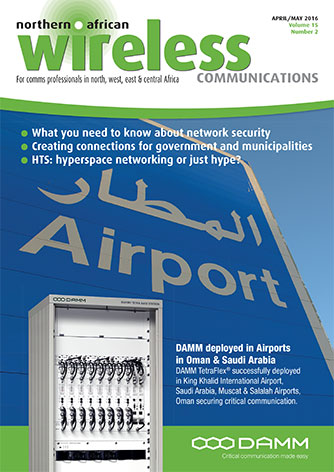 northern african
wireless
COMMUNICATIONS
For comms professionals in north, west, east & central Africa
APRIL/MAY 2016
Volume 15
Number 2
What you need to know about network security
Creating connections for government and municipalities
HTS: hyperspace networking or just hype?
المطار
Airport
DAMM
DAMM deployed in Airports
in Oman & Saudi Arabia
DAMM TetraFlex® successfully deployed
in King Khalid International Airport,
Saudi Arabia, Muscat & Salalah Airports,
Oman securing critical communication.
DAMM
Critical communication made easy